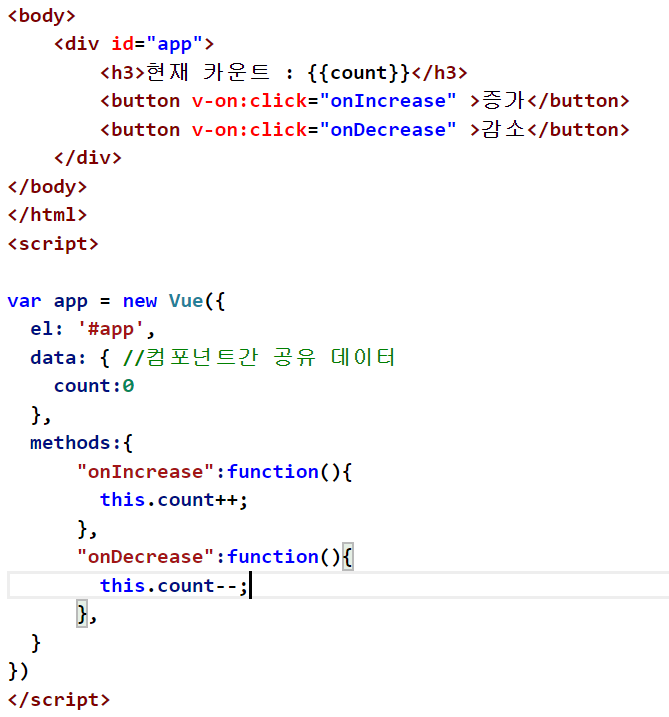 <body>
    <div id="app">
        <h3>현재 카운트 : {{count}}</h3>
        <button v-on:click="onIncrease" >증가</button>
        <button v-on:click="onDecrease" >감소</button>
    </div>
</body>
</html>
<script>

var app = new Vue({
  el: '#app',
  data: { //컴포넌트간 공유 데이터
    count:0
  },
  methods:{
      "onIncrease":function(){
        this.count++;
      },
      "onDecrease":function(){
        this.count--;
      },
  }
})
</script>